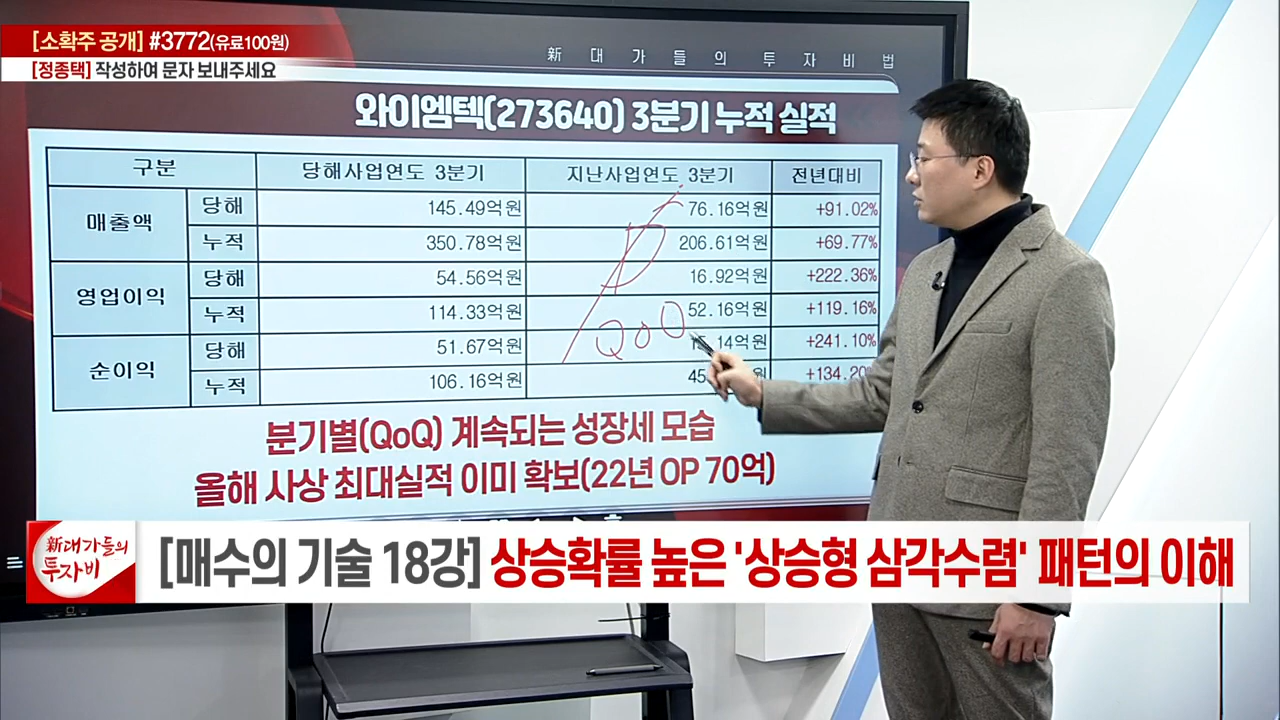 [소확주 공개] #3772(유료100원)
[정종택] 작성하여 문자 보내주세요
新 대 가 들 의 투 자 비 법
와이엠텍(273640) 3분기 누적 실적
구분 당해사업연도 3분기 지난사업연도 3분기 전년대비
매출액 당해 145.49억원 76.16억원 +91.02%
누적 350.78억원 206.61억원 +69.77%
영업이익 당해 54.56억원 16.92억원 +222.36%
누적 114.33억원 52.16억원 +119.16%
순이익 당해 51.67억원 +241.10%
누적 106.16억원
QoQ
분기별(QoQ) 계속되는 성장세 모습
올해 사상 최대실적 이미 확보(22년 OP 70억)
新대가들의
투자비
[매수의 기술 18강] 상승확률 높은 '상승형 삼각수렴' 패턴의 이해